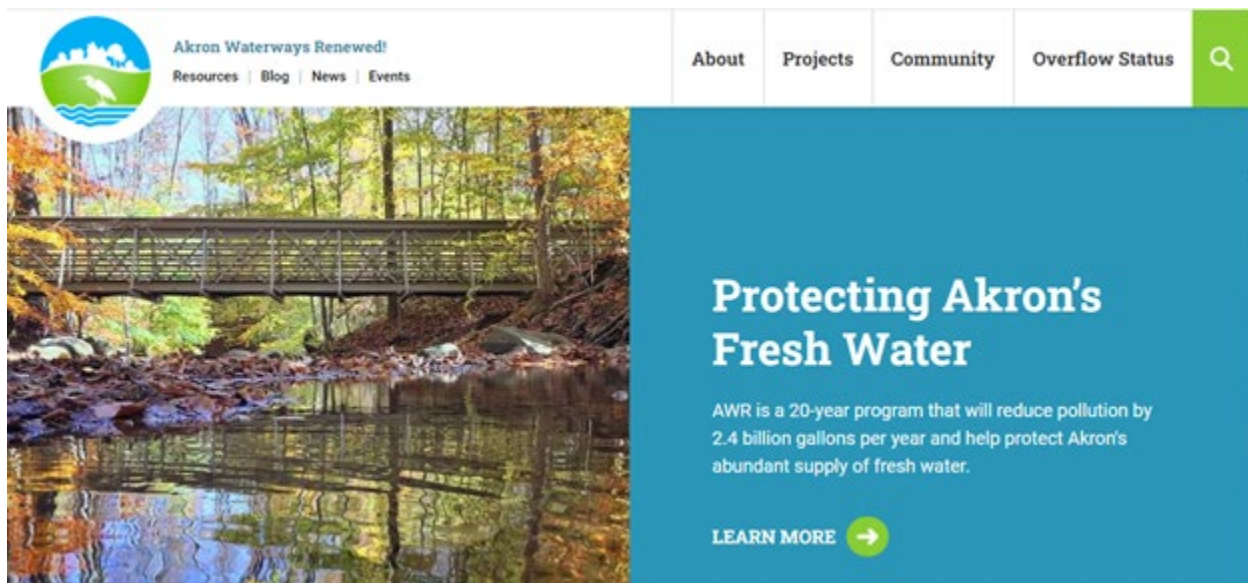 Akron Waterways Renewed!
Resources | Blog | News | Events
About
Projects
Community
Overflow Status
Protecting Akron's
Fresh Water
AWR is a 20-year program that will reduce pollution by
2.4 billion gallons per year and help protect Akron's
abundant supply of fresh water.
LEARN MORE